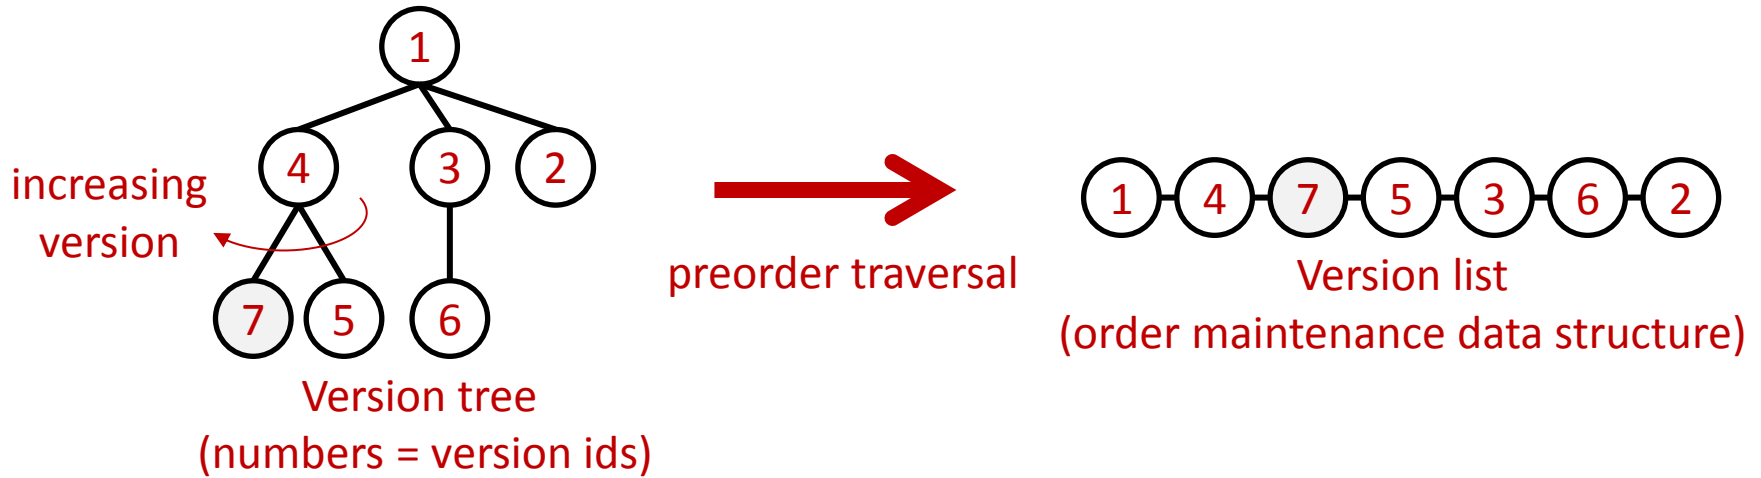 1
4
3
2
increasing
version
7
5
6
Version tree
(numbers = version ids)
preorder traversal
1 4 7 5 3 6 2
Version list
(order maintenance data structure)